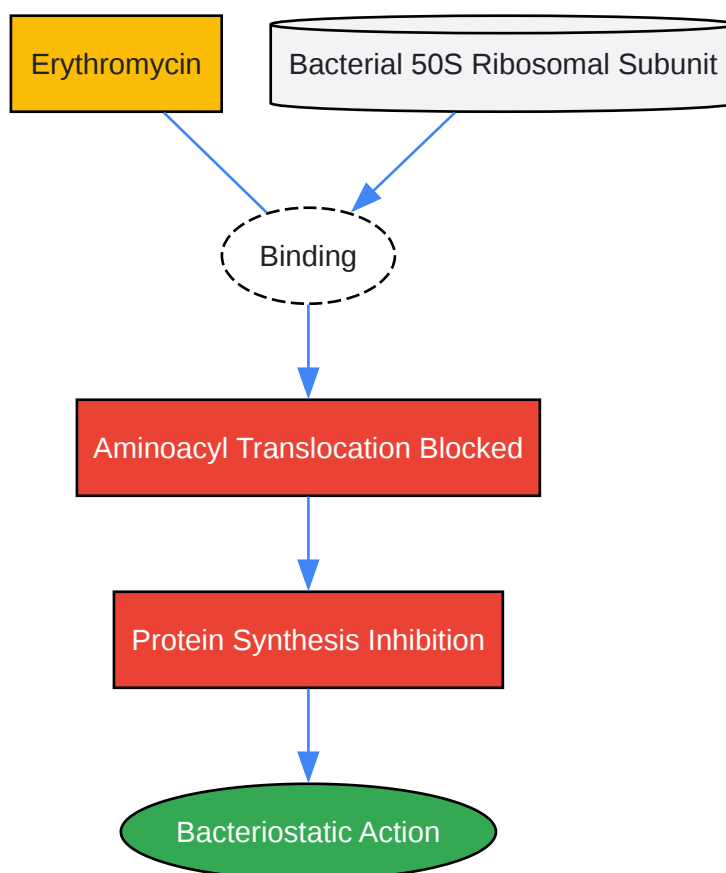 Erythromycin
Bacterial 50S Ribosomal Subunit
Binding
Aminoacyl Translocation Blocked
Protein Synthesis Inhibition
Bacteriostatic Action